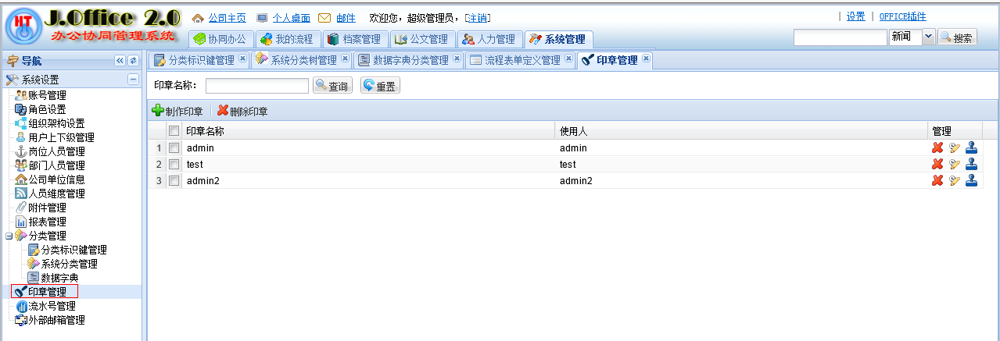 HT J.Office 2.0
办公协同管理系统
公司主页 个人桌面 邮件 欢迎您，超级管理员，[注销]
| 设置 | OFFICE插件
协同办公 我的流程 档案管理 公文管理 人力管理 系统管理
新闻 搜索
导航
系统设置
账号管理
角色设置
组织架构设置
用户上下级管理
岗位人员管理
部门人员管理
公司单位信息
人员维度管理
附件管理
报表管理
分类管理
分类标识键管理
系统分类管理
数据字典
印章管理
流水号管理
外部邮箱管理
分类标识键管理 系统分类树管理 数据字典分类管理 流程表单定义管理 印章管理
印章名称： 查询 重置
制作印章 删除印章
印章名称 使用人 管理
1 admin admin
2 test test
3 admin2 admin2